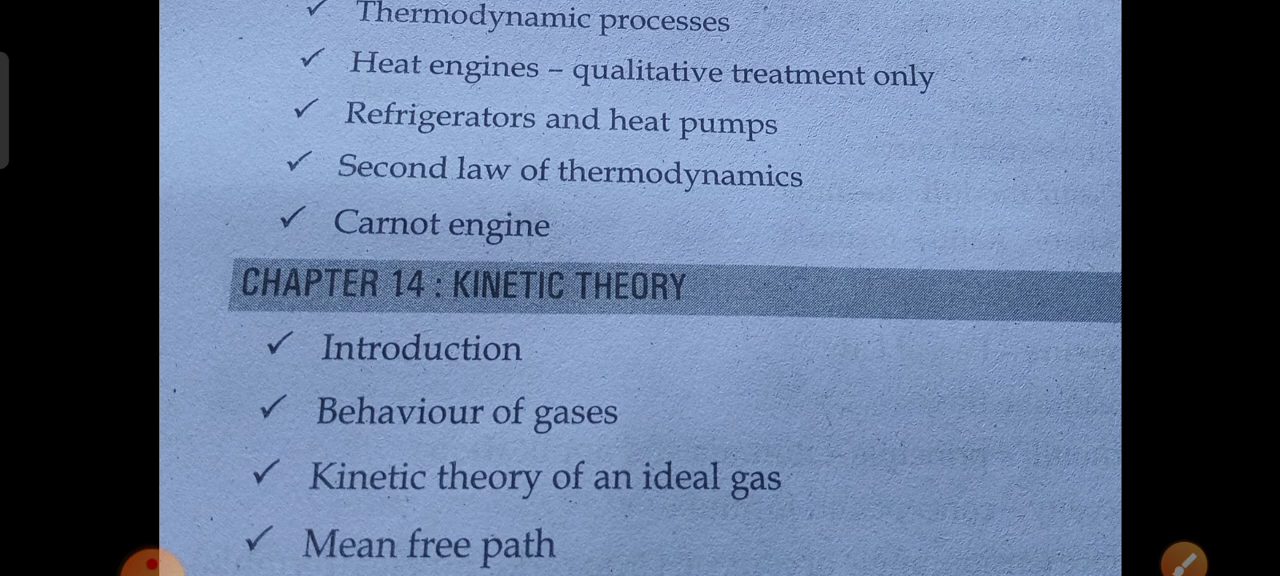 ✓ Thermodynamic processes
✓ Heat engines – qualitative treatment only
✓ Refrigerators and heat pumps
✓ Second law of thermodynamics
✓ Carnot engine
CHAPTER 14 : KINETIC THEORY
✓ Introduction
✓ Behaviour of gases
✓ Kinetic theory of an ideal gas
✓ Mean free path